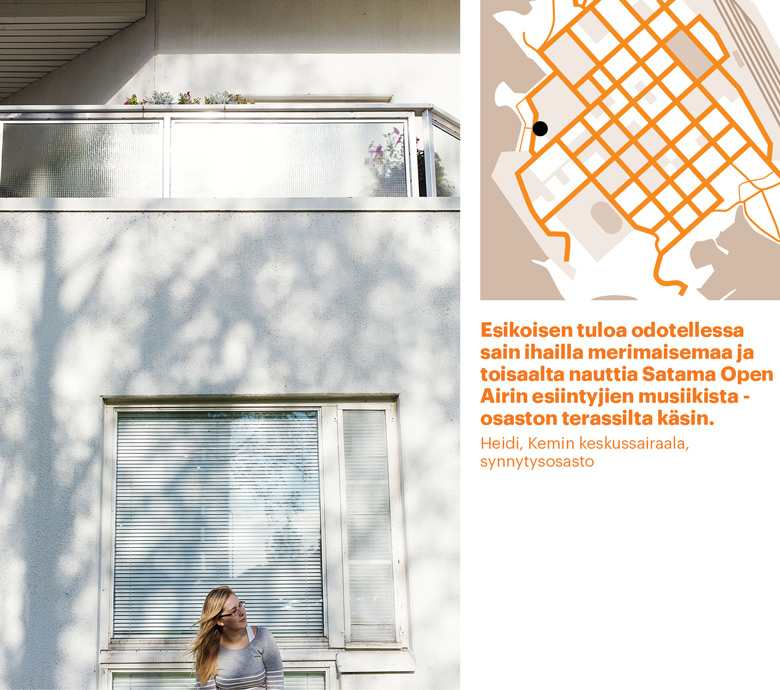 Esikoisen tuloa odotellessa
sain ihailla merimaisemaa ja
toisaalta nauttia Satama Open
Airin esiintyjien musiikista -
osaston terassilta käsin.
Heidi, Kemin keskussairaala,
synnytysosasto